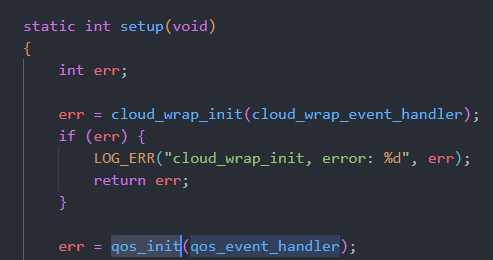 static int setup(void)
{
    int err;

    err = cloud_wrap_init(cloud_wrap_event_handler);
    if (err) {
        LOG_ERR("cloud_wrap_init, error: %d", err);
        return err;
    }

    err = qos_init(qos_event_handler);